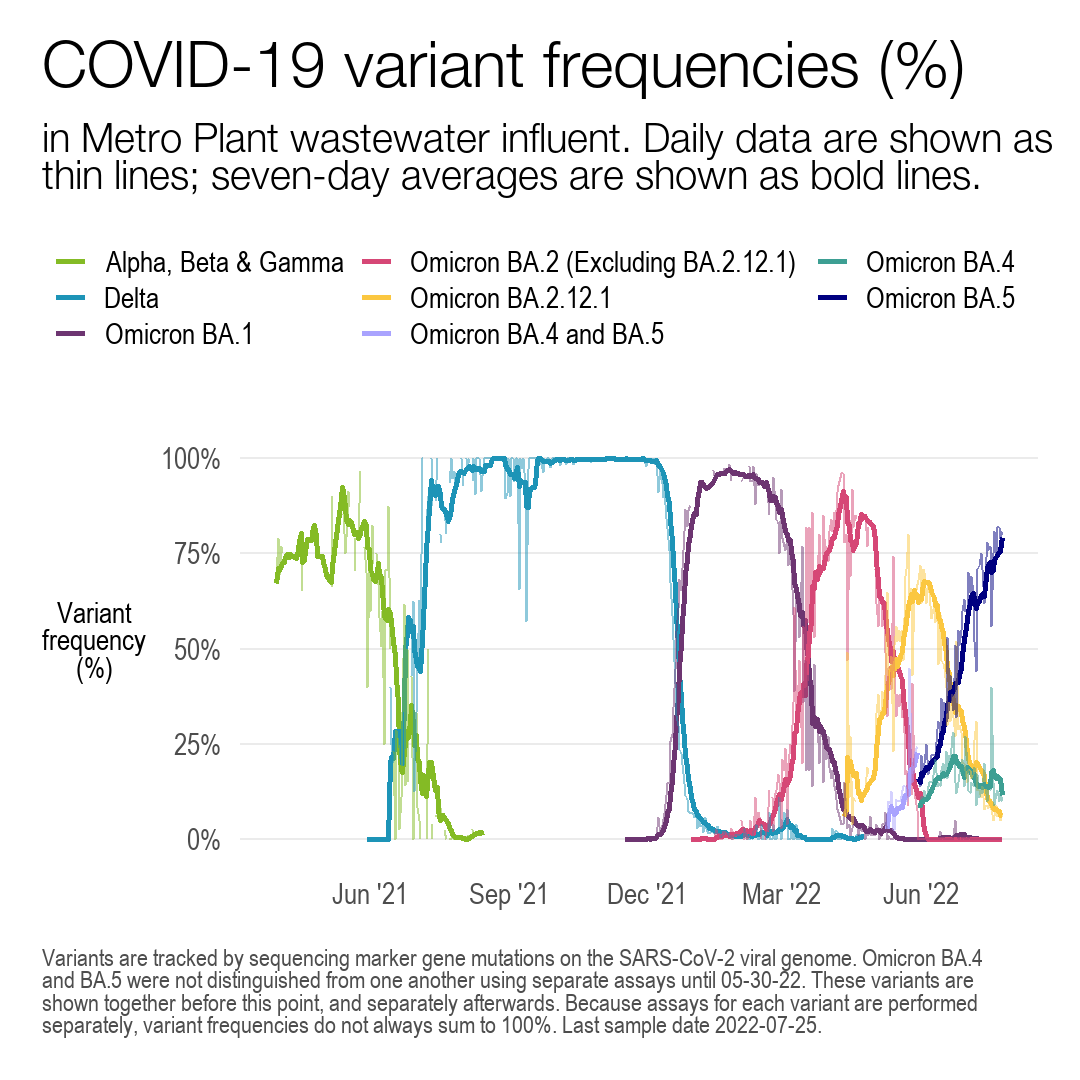 COVID-19 variant frequencies (%)
in Metro Plant wastewater influent. Daily data are shown as
thin lines; seven-day averages are shown as bold lines.
Alpha, Beta & Gamma
Delta
Omicron BA.1
Omicron BA.2 (Excluding BA.2.12.1)
Omicron BA.2.12.1
Omicron BA.4 and BA.5
Omicron BA.4
Omicron BA.5
Variant
frequency
(%)
100%
75%
50%
25%
0%
Jun '21
Sep '21
Dec '21
Mar '22
Jun '22
Variants are tracked by sequencing marker gene mutations on the SARS-CoV-2 viral genome. Omicron BA.4
and BA.5 were not distinguished from one another using separate assays until 05-30-22. These variants are
shown together before this point, and separately afterwards. Because assays for each variant are performed
separately, variant frequencies do not always sum to 100%. Last sample date 2022-07-25.